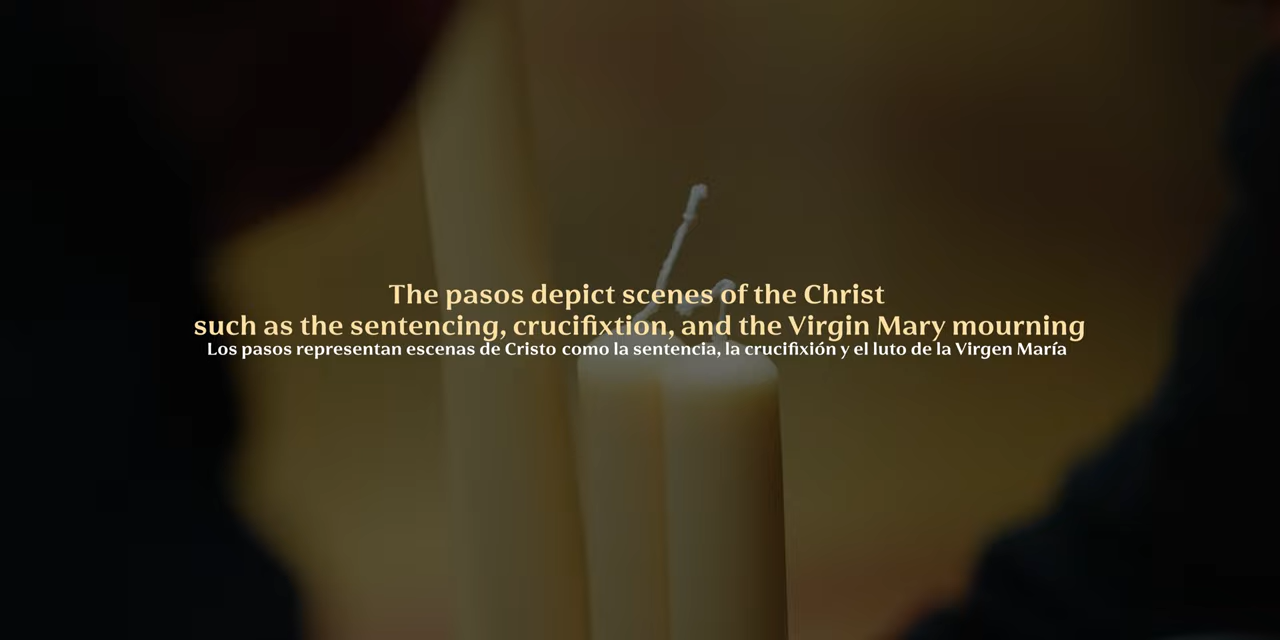 The pasos depict scenes of the Christ
such as the sentencing, crucifixtion, and the Virgin Mary mourning
Los pasos representan escenas de Cristo como la sentencia, la crucifixión y el luto de la Virgen María